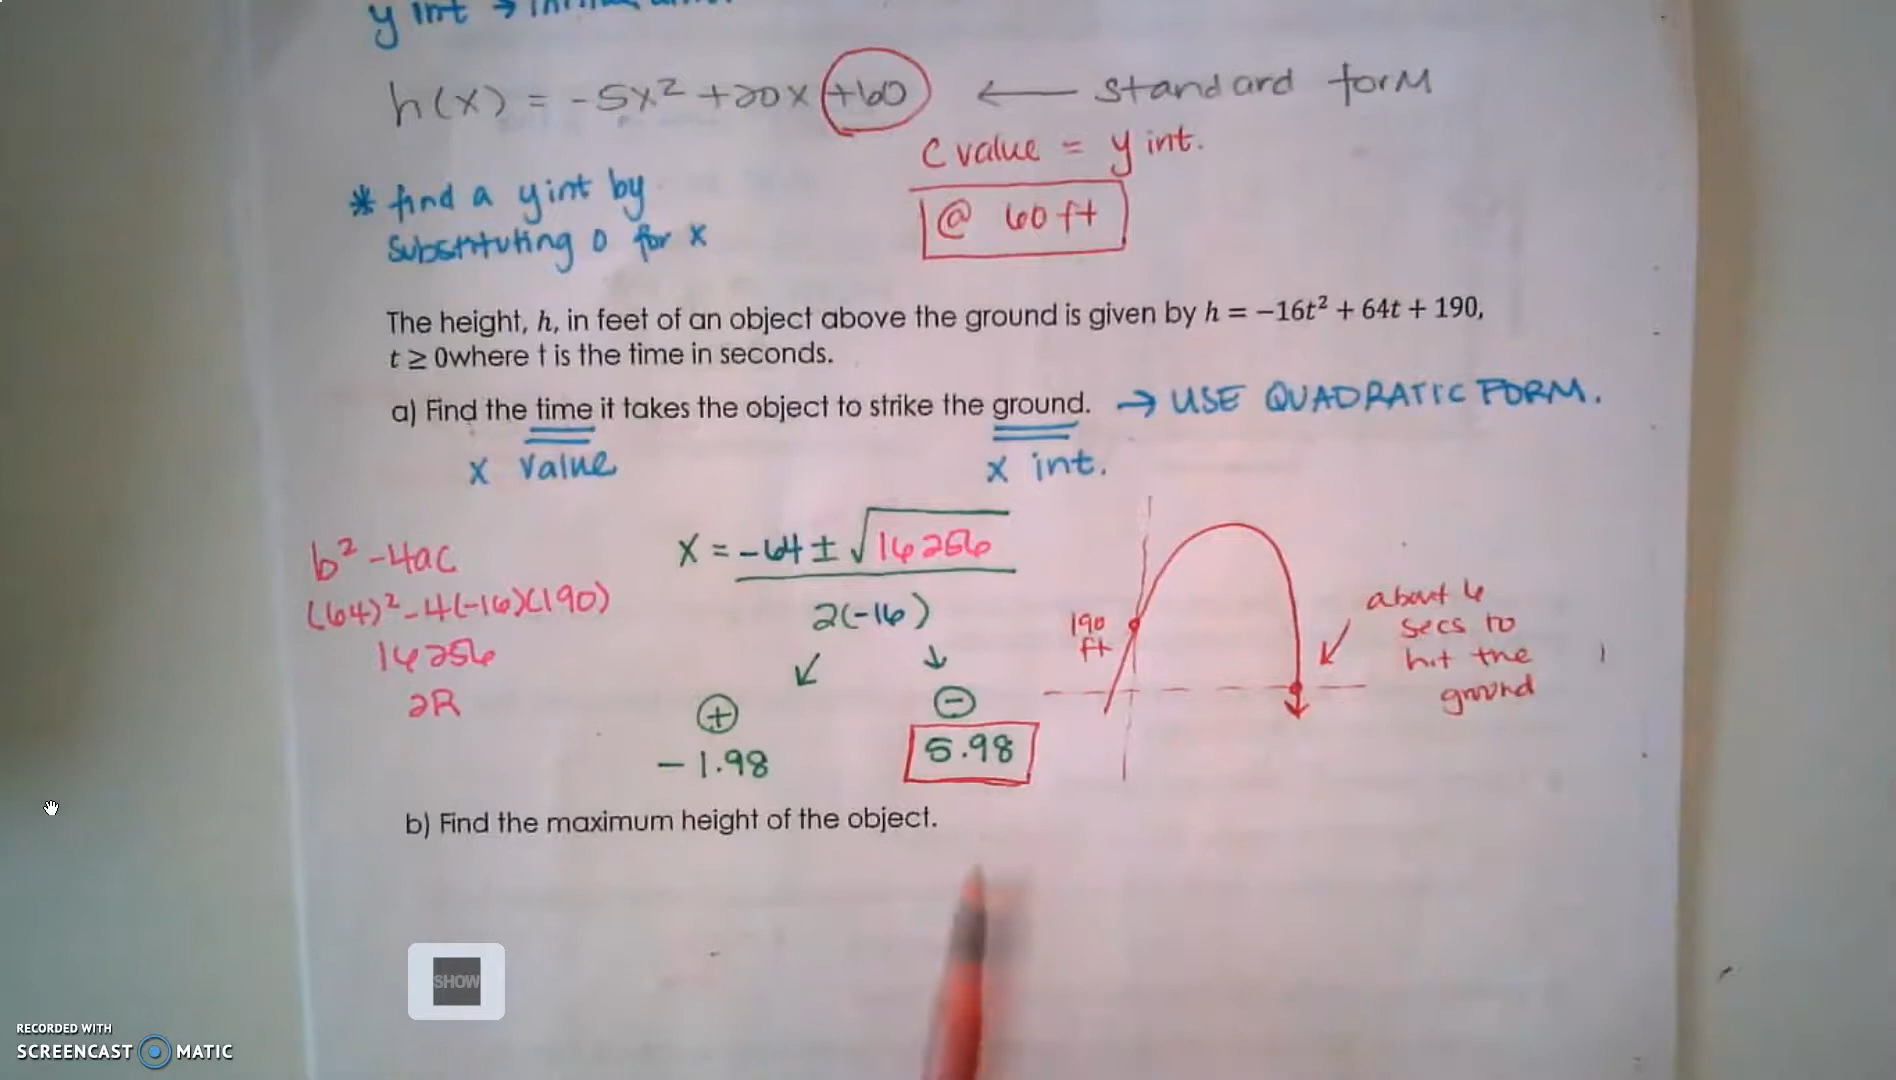 y int →
h(x) = -5x² +20x +60 ← standard form
c value = y int.
* find a y int by
substituting 0 for x
@ 60 ft
The height, h, in feet of an object above the ground is given by h = −16t² + 64t + 190,
t ≥ 0where t is the time in seconds.
a) Find the time it takes the object to strike the ground. → USE QUADRATIC FORM.
x value
x int.
b² -4ac
(64)² -4(-16)(190)
16256
2R
x = -64 ± √16256
2(-16)
↙ ↓
⊕ ⊖
-1.98 5.98
190
ft
about 6
secs to
hit the
ground
b) Find the maximum height of the object.
SHOW
RECORDED WITH
SCREENCAST MATIC